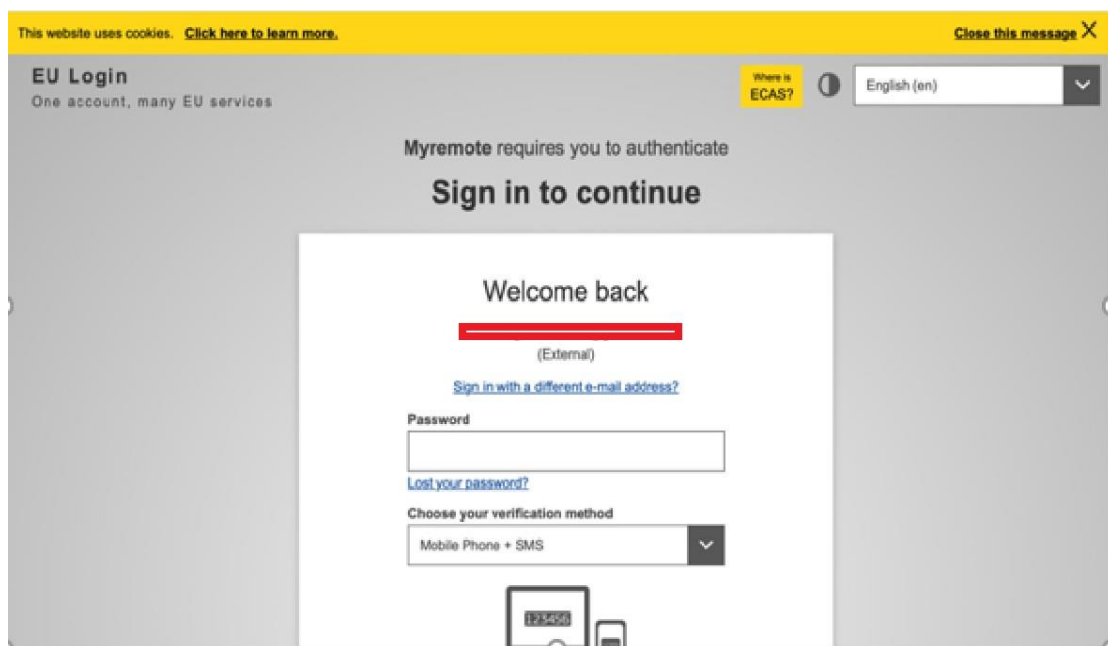 This website uses cookies. Click here to learn more.
Close this message
EU Login
One account, many EU services
Where is
ECAS?
English (en)
Myremote requires you to authenticate
Sign in to continue
Welcome back
(External)
Sign in with a different e-mail address?
Password
Lost your password?
Choose your verification method
Mobile Phone + SMS
123456